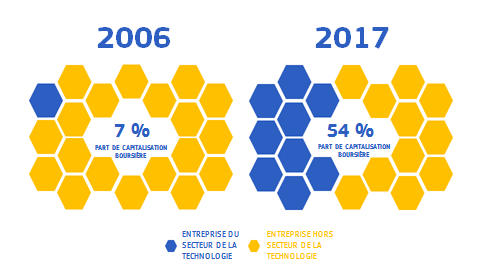 2006
2017
7 %
PART DE CAPITALISATION
BOURSIÈRE
54 %
PART DE CAPITALISATION
BOURSIÈRE
ENTREPRISE DU
SECTEUR DE LA
TECHNOLOGIE
ENTREPRISE HORS
SECTEUR DE LA
TECHNOLOGIE